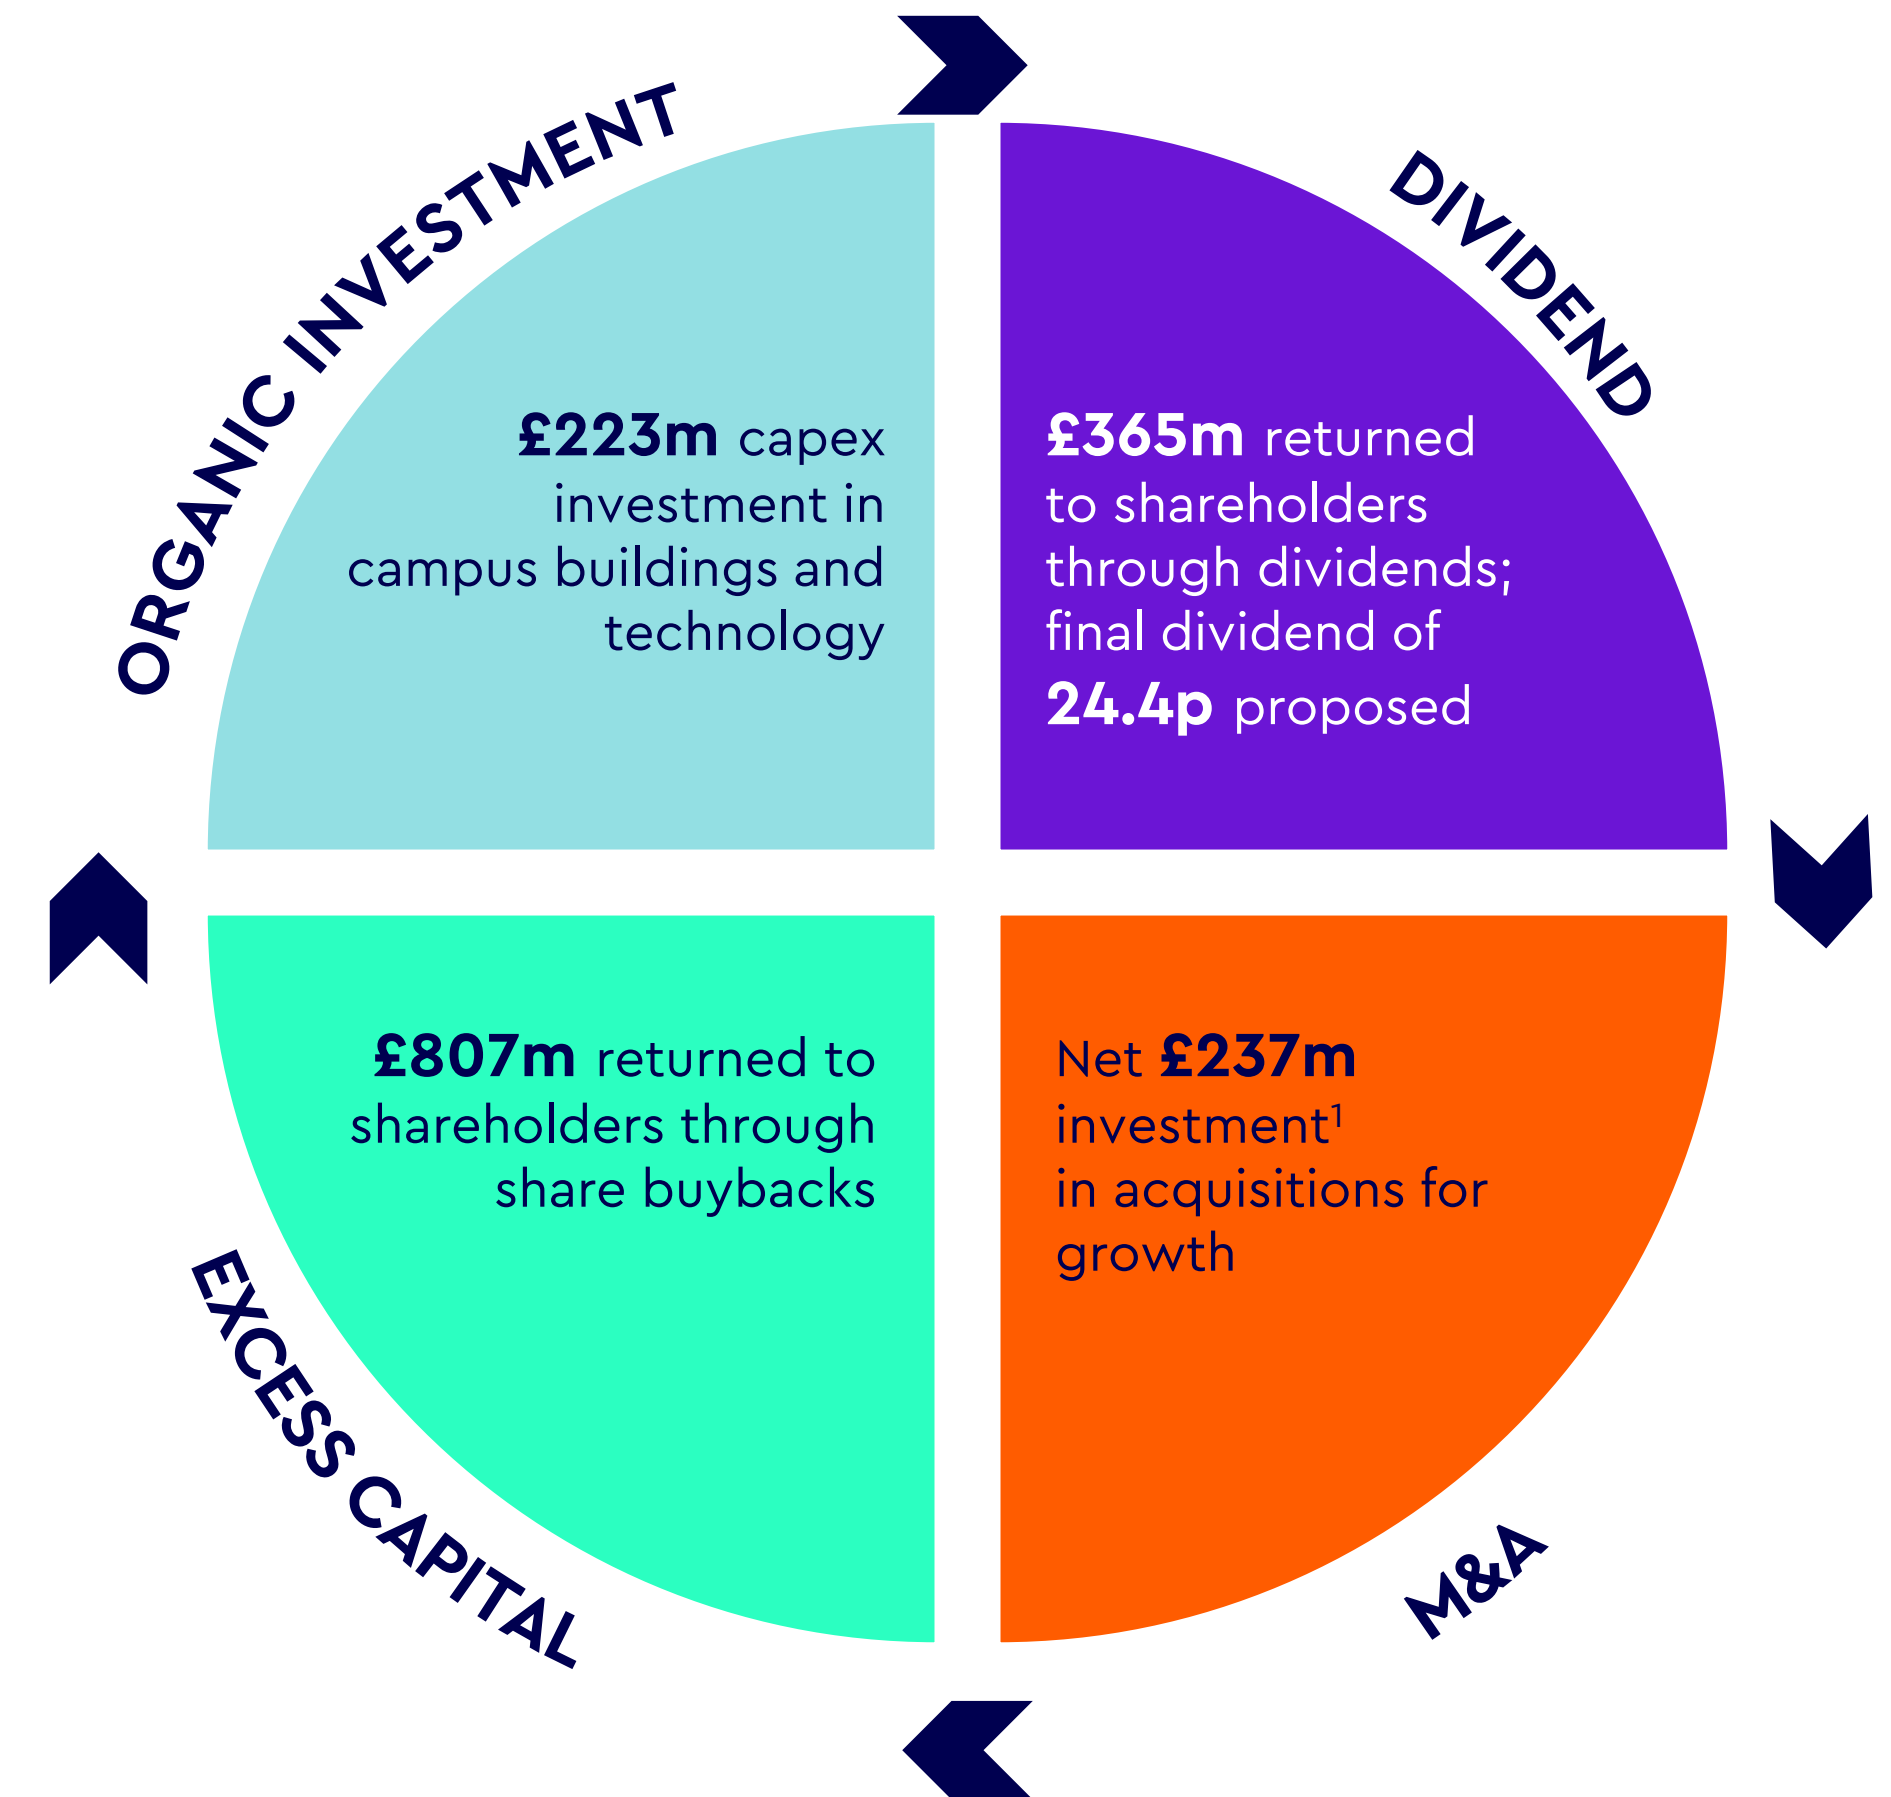 ORGANIC INVESTMENT
£223m capex
investment in
campus buildings and
technology
DIVIDEND
£365m returned
to shareholders
through dividends;
final dividend of
24.4p proposed
M&A
Net £237m
investment¹
in acquisitions for
growth
EXCESS CAPITAL
£807m returned to
shareholders through
share buybacks